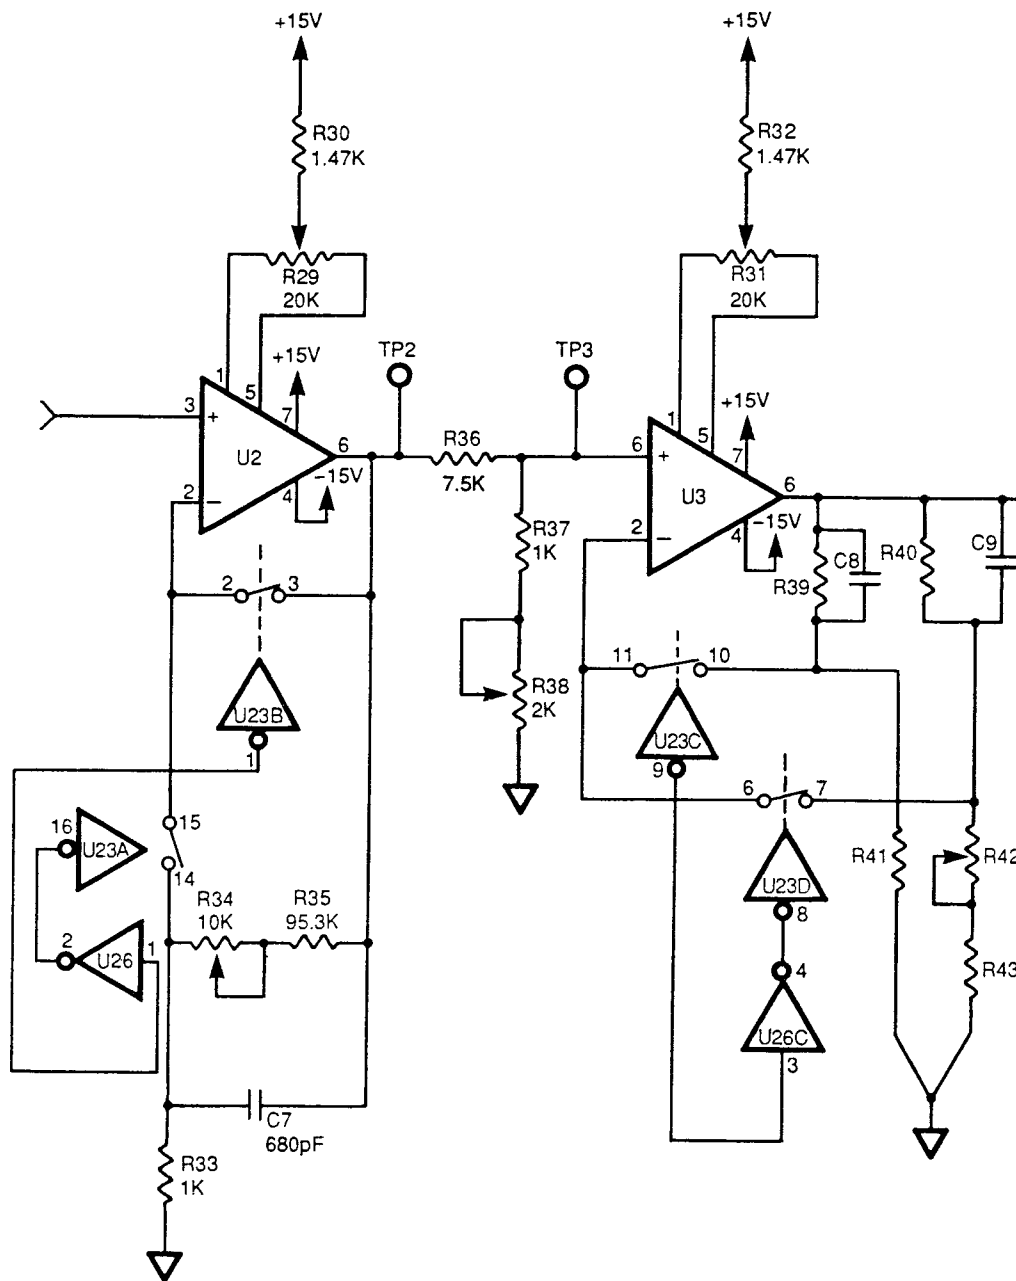 +15V
R30
1.47K
R29
20K
+15V
1
5
7
3
+
U2
2
−
4
−15V
6
TP2
R36
7.5K
TP3
R37
1K
R38
2K
+15V
R32
1.47K
R31
20K
+15V
1
5
7
6
+
U3
2
−
4
−15V
6
R39
C8
R40
C9
2
3
U23B
1
11
10
U23C
9
16
U23A
15
14
2
U26
1
R34
10K
R35
95.3K
6
7
U23D
8
4
U26C
3
R41
R42
R43
C7
680pF
R33
1K